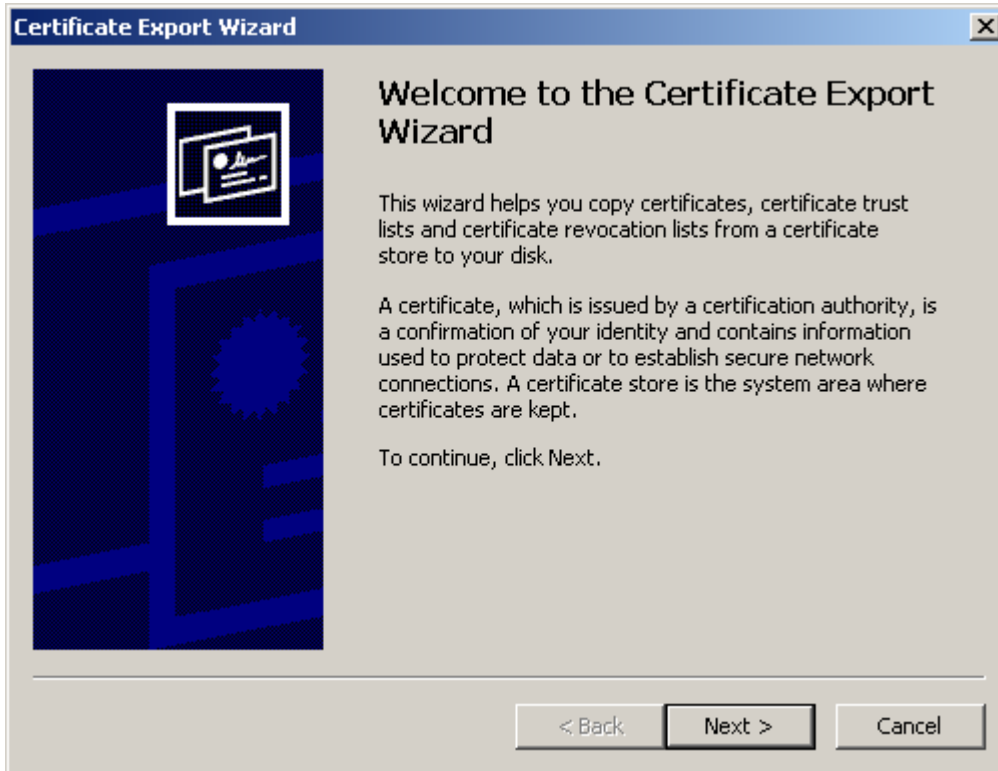 Certificate Export Wizard
Welcome to the Certificate Export
Wizard
This wizard helps you copy certificates, certificate trust
lists and certificate revocation lists from a certificate
store to your disk.
A certificate, which is issued by a certification authority, is
a confirmation of your identity and contains information
used to protect data or to establish secure network
connections. A certificate store is the system area where
certificates are kept.
To continue, click Next.
< Back
Next >
Cancel